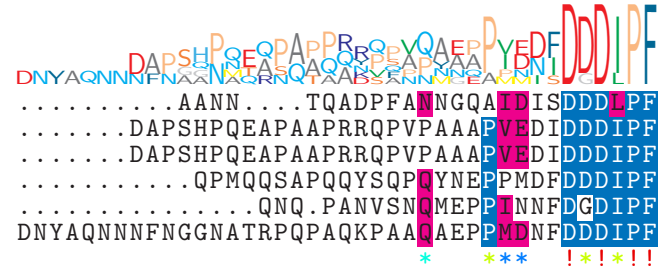 ..........AANN....TQADPFANNGQAIDISDDDLPF
.......DAPSHPQEAPAAPRRQPVPAAAPVEDIDDDIPF
.......DAPSHPQEAPAAPRRQPVPAAAPVEDIDDDIPF
...........QPMQQSAPQQYSQPQYNEPPMDFDDDIPF
...............QNQ.PANVSNQMEPPINNFDGDIPF
DNYAQNNNFNGGNATRPQPAQKPAAQAEPPMDNFDDDIPF
* *** !*!*!!